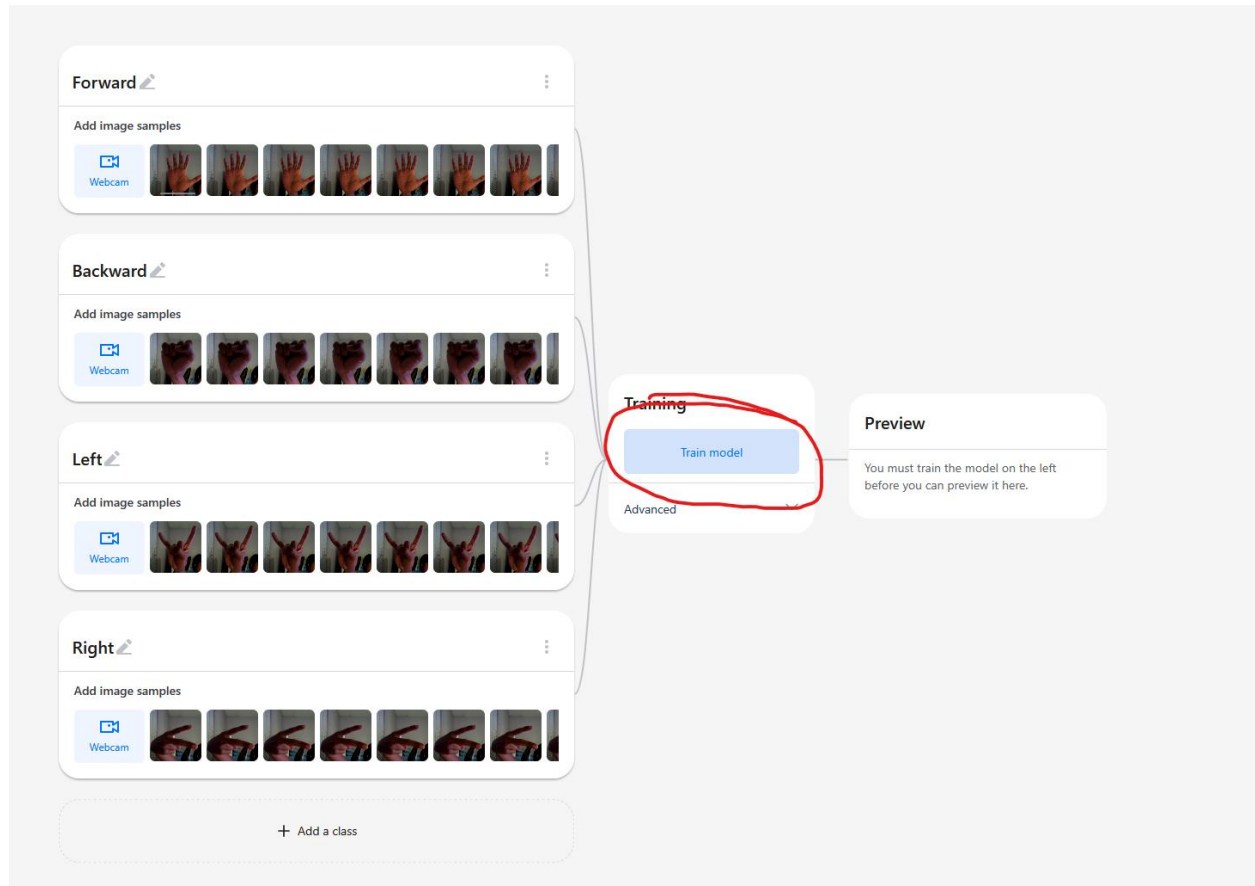 Forward
Add image samples
Webcam
Backward
Add image samples
Webcam
Left
Add image samples
Webcam
Right
Add image samples
Webcam
+ Add a class
Training
Train model
Advanced
Preview
You must train the model on the left
before you can preview it here.